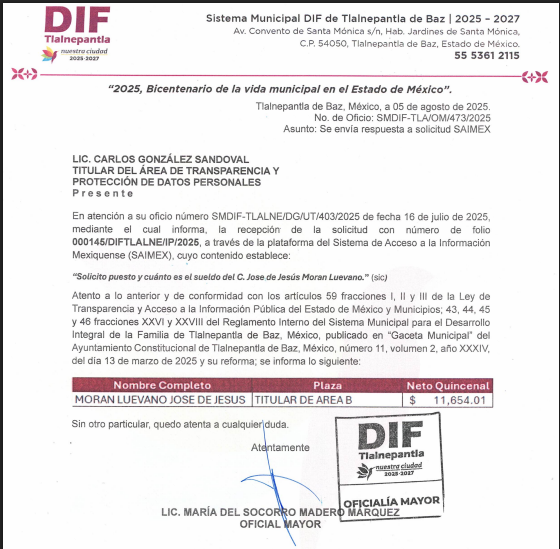 DIF
Tlalnepantla
nuestra ciudad
2025-2027
Sistema Municipal DIF de Tlalnepantla de Baz | 2025 – 2027
Av. Convento de Santa Mónica s/n, Hab. Jardines de Santa Mónica,
C.P. 54050, Tlalnepantla de Baz, Estado de México.
55 5361 2115
“2025, Bicentenario de la vida municipal en el Estado de México”.
Tlalnepantla de Baz, México, a 05 de agosto de 2025.
No. de Oficio: SMDIF-TLA/OM/473/2025
Asunto: Se envía respuesta a solicitud SAIMEX
LIC. CARLOS GONZÁLEZ SANDOVAL
TITULAR DEL ÁREA DE TRANSPARENCIA Y
PROTECCIÓN DE DATOS PERSONALES
P r e s e n t e
En atención a su oficio número SMDIF-TLALNE/DG/UT/403/2025 de fecha 16 de julio de 2025,
mediante el cual informa, la recepción de la solicitud con número de folio
000145/DIFTLALNE/IP/2025, a través de la plataforma del Sistema de Acceso a la Información
Mexiquense (SAIMEX), cuyo contenido establece:
“Solicito puesto y cuánto es el sueldo del C. Jose de Jesús Moran Luevano.” (sic)
Atento a lo anterior y de conformidad con los artículos 59 fracciones I, II y III de la Ley de
Transparencia y Acceso a la Información Pública del Estado de México y Municipios; 43, 44, 45
y 46 fracciones XXVI y XXVIII del Reglamento Interno del Sistema Municipal para el Desarrollo
Integral de la Familia de Tlalnepantla de Baz, México, publicado en “Gaceta Municipal” del
Ayuntamiento Constitucional de Tlalnepantla de Baz, México, número 11, volumen 2, año XXXIV,
del día 13 de marzo de 2025 y su reforma; se informa lo siguiente:
Nombre Completo Plaza Neto Quincenal
MORAN LUEVANO JOSE DE JESUS TITULAR DE AREA B $ 11,654.01
Sin otro particular, quedo atenta a cualquier duda.
Atentamente
DIF
Tlalnepantla
nuestra ciudad
2025-2027
OFICIALÍA MAYOR
LIC. MARÍA DEL SOCORRO MADERO MÁRQUEZ
OFICIAL MAYOR